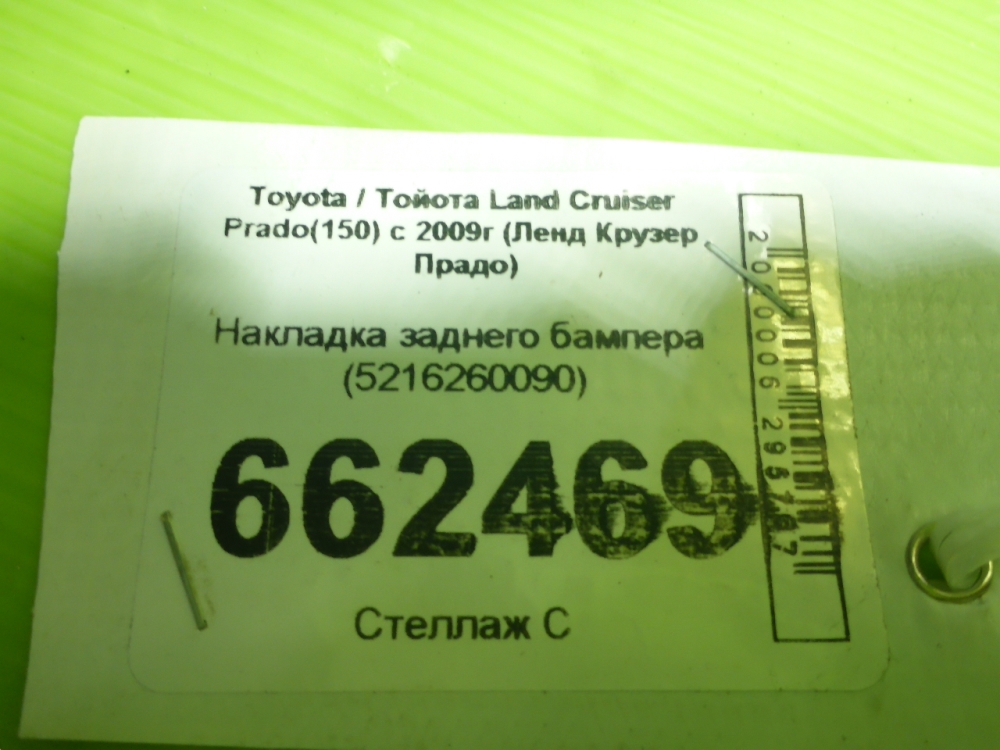 Toyota / Тойота Land Cruiser
Prado(150) с 2009г (Ленд Крузер
Прадо)
Накладка заднего бампера
(5216260090)
662469
Стеллаж С